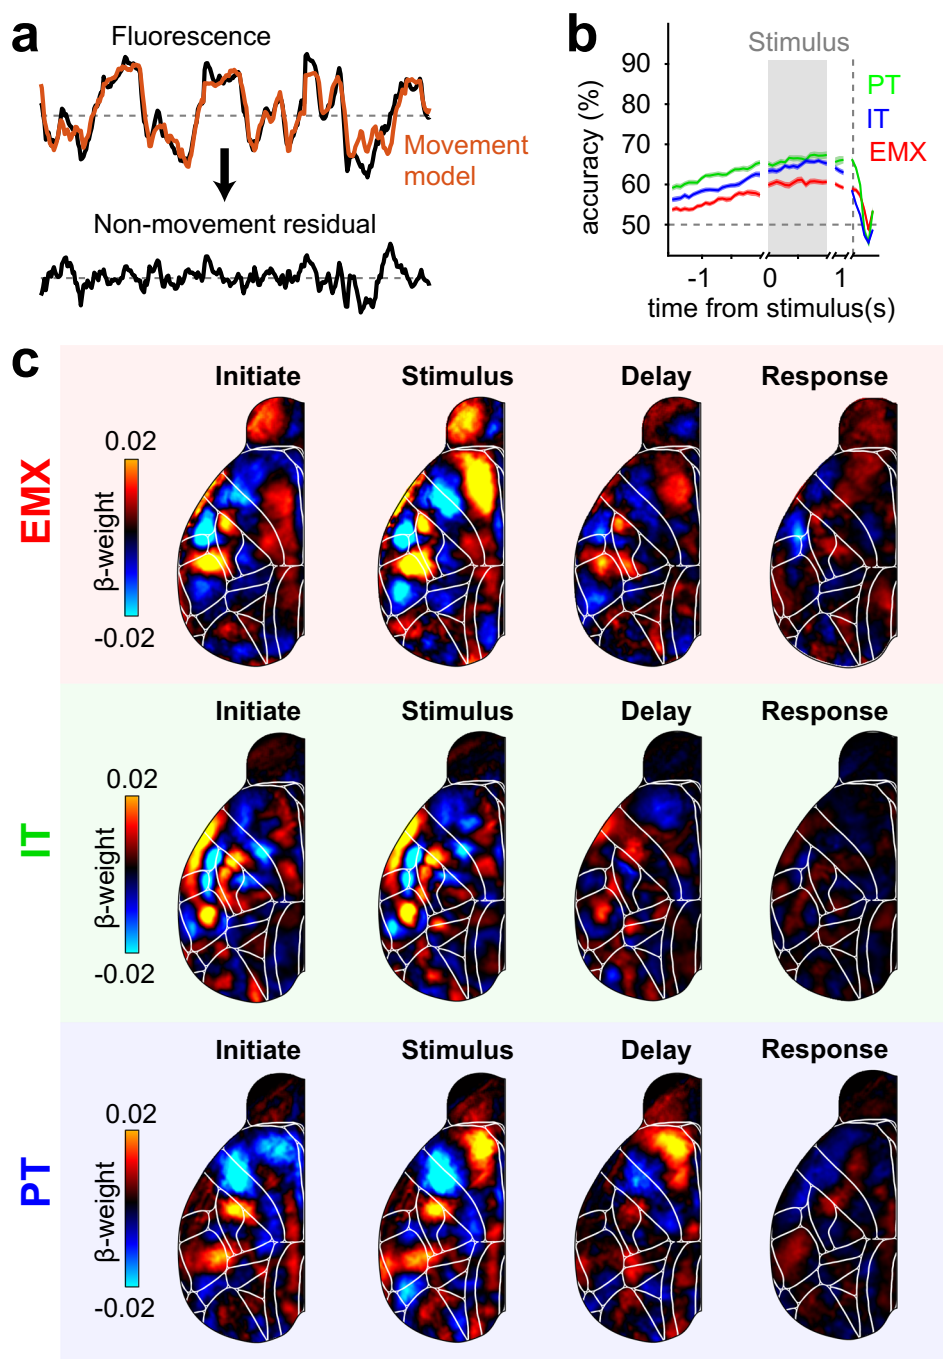 a
Fluorescence
Movement
model
Non-movement residual
b
Stimulus
accuracy (%)
90
80
70
60
50
PT
IT
EMX
-1
0
1
time from stimulus(s)
c
EMX
Initiate
Stimulus
Delay
Response
0.02
β-weight
-0.02
IT
Initiate
Stimulus
Delay
Response
0.02
β-weight
-0.02
PT
Initiate
Stimulus
Delay
Response
0.02
β-weight
-0.02